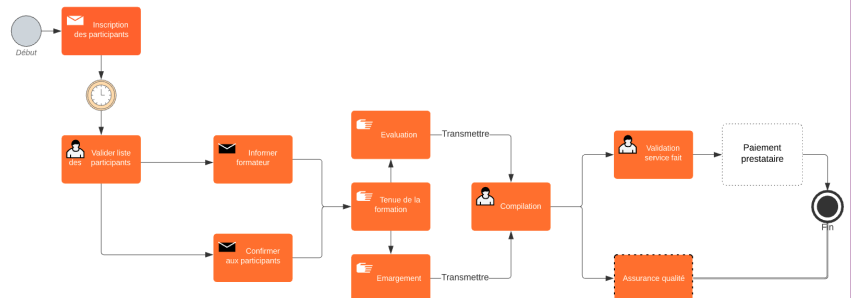 Inscription
des participants
Début
Valider liste
des participants
Informer
formateur
Confirmer
aux participants
Evaluation
Transmettre
Tenue de la
formation
Emargement
Transmettre
Compilation
Validation
service fait
Paiement
prestataire
Assurance qualité
Fin